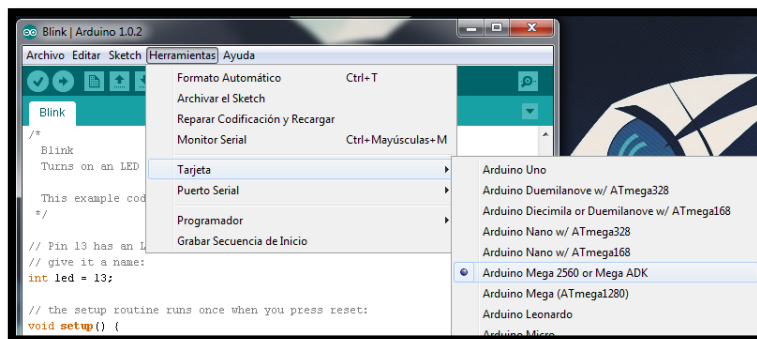 Blink | Arduino 1.0.2
Archivo Editar Sketch Herramientas Ayuda
Formato Automático Ctrl+T
Archivar el Sketch
Reparar Codificación y Recargar
Monitor Serial Ctrl+Mayúsculas+M
Tarjeta
Puerto Serial
Programador
Grabar Secuencia de Inicio
Blink
/*
Blink
Turns on an LED
This example cod
*/
// Pin 13 has an L
// give it a name:
int led = 13;
// the setup routine runs once when you press reset:
void setup() {
Arduino Uno
Arduino Duemilanove w/ ATmega328
Arduino Diecimila or Duemilanove w/ ATmega168
Arduino Nano w/ ATmega328
Arduino Nano w/ ATmega168
Arduino Mega 2560 or Mega ADK
Arduino Mega (ATmega1280)
Arduino Leonardo
Arduino Micro